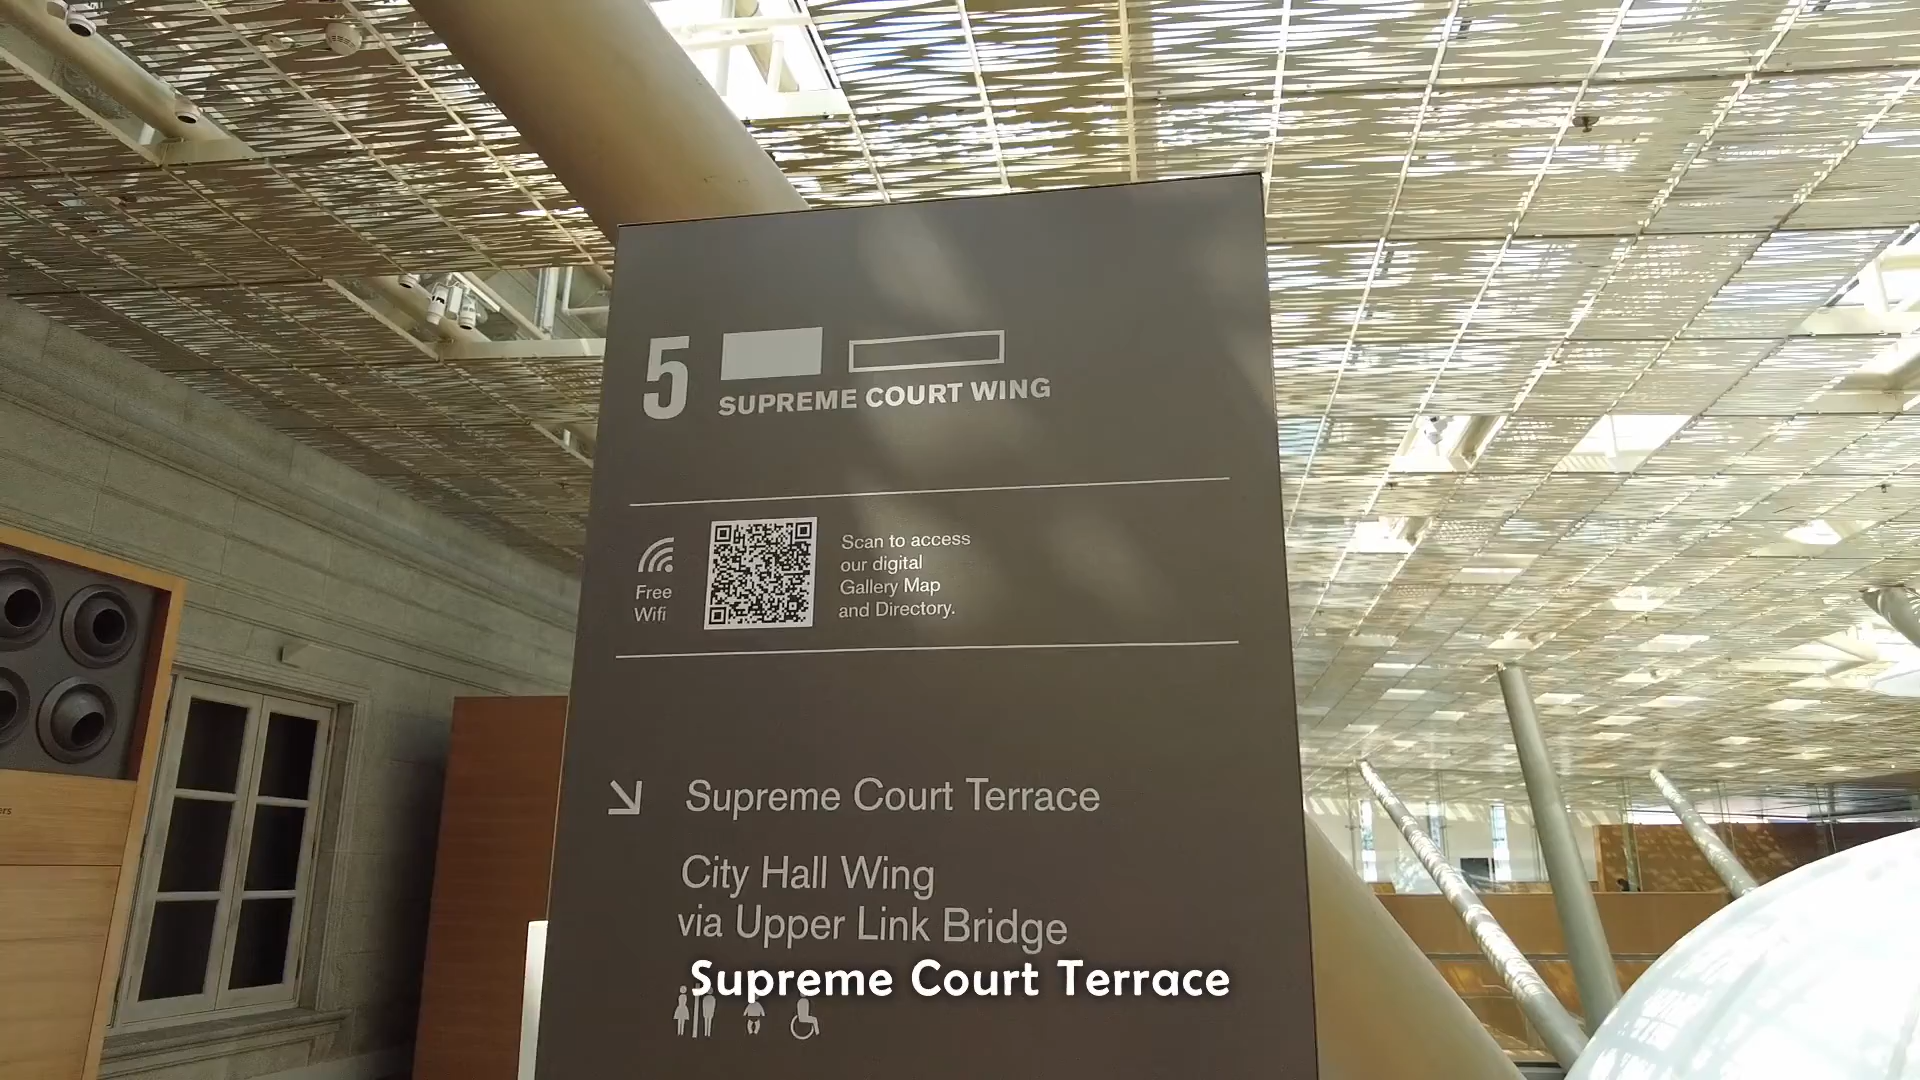 5
SUPREME COURT WING
Free
Wifi
Scan to access
our digital
Gallery Map
and Directory.
Supreme Court Terrace
City Hall Wing
via Upper Link Bridge
Supreme Court Terrace